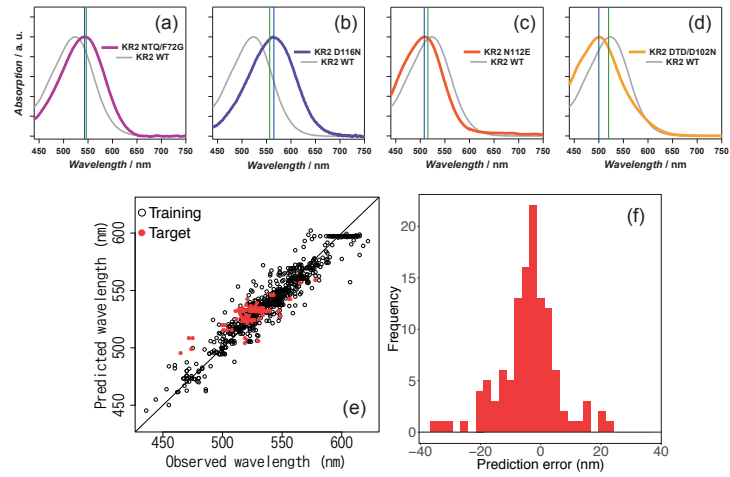 (a)
KR2 NTQ/F72G
KR2 WT
Absorption / a. u.
450 500 550 600 650 700 750
Wavelength / nm
(b)
KR2 D116N
KR2 WT
450 500 550 600 650 700 750
Wavelength / nm
(c)
KR2 N112E
KR2 WT
450 500 550 600 650 700 750
Wavelength / nm
(d)
KR2 DTD/D102N
KR2 WT
450 500 550 600 650 700 750
Wavelength / nm
Training
Target
Predicted wavelength (nm)
600
550
500
450
(e)
450 500 550 600
Observed wavelength (nm)
(f)
Frequency
20
15
10
5
0
−40 −20 0 20 40
Prediction error (nm)